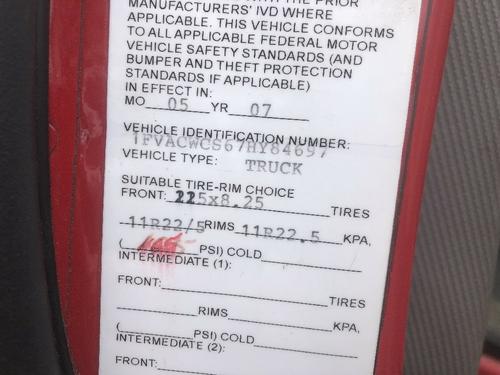 MANUFACTURERS' IVD WHERE
APPLICABLE. THIS VEHICLE CONFORMS
TO ALL APPLICABLE FEDERAL MOTOR
VEHICLE SAFETY STANDARDS (AND
BUMPER AND THEFT PROTECTION
STANDARDS IF APPLICABLE)
IN EFFECT IN:
MO 05 YR 07
VEHICLE IDENTIFICATION NUMBER:
1FVACWCS67HY84697
VEHICLE TYPE: TRUCK
SUITABLE TIRE-RIM CHOICE
FRONT: 225x8.25 TIRES
11R22/5 RIMS 11R22.5 KPA,
( PSI) COLD
INTERMEDIATE (1):
FRONT: TIRES
RIMS KPA,
( PSI) COLD
INTERMEDIATE (2):
FRONT: